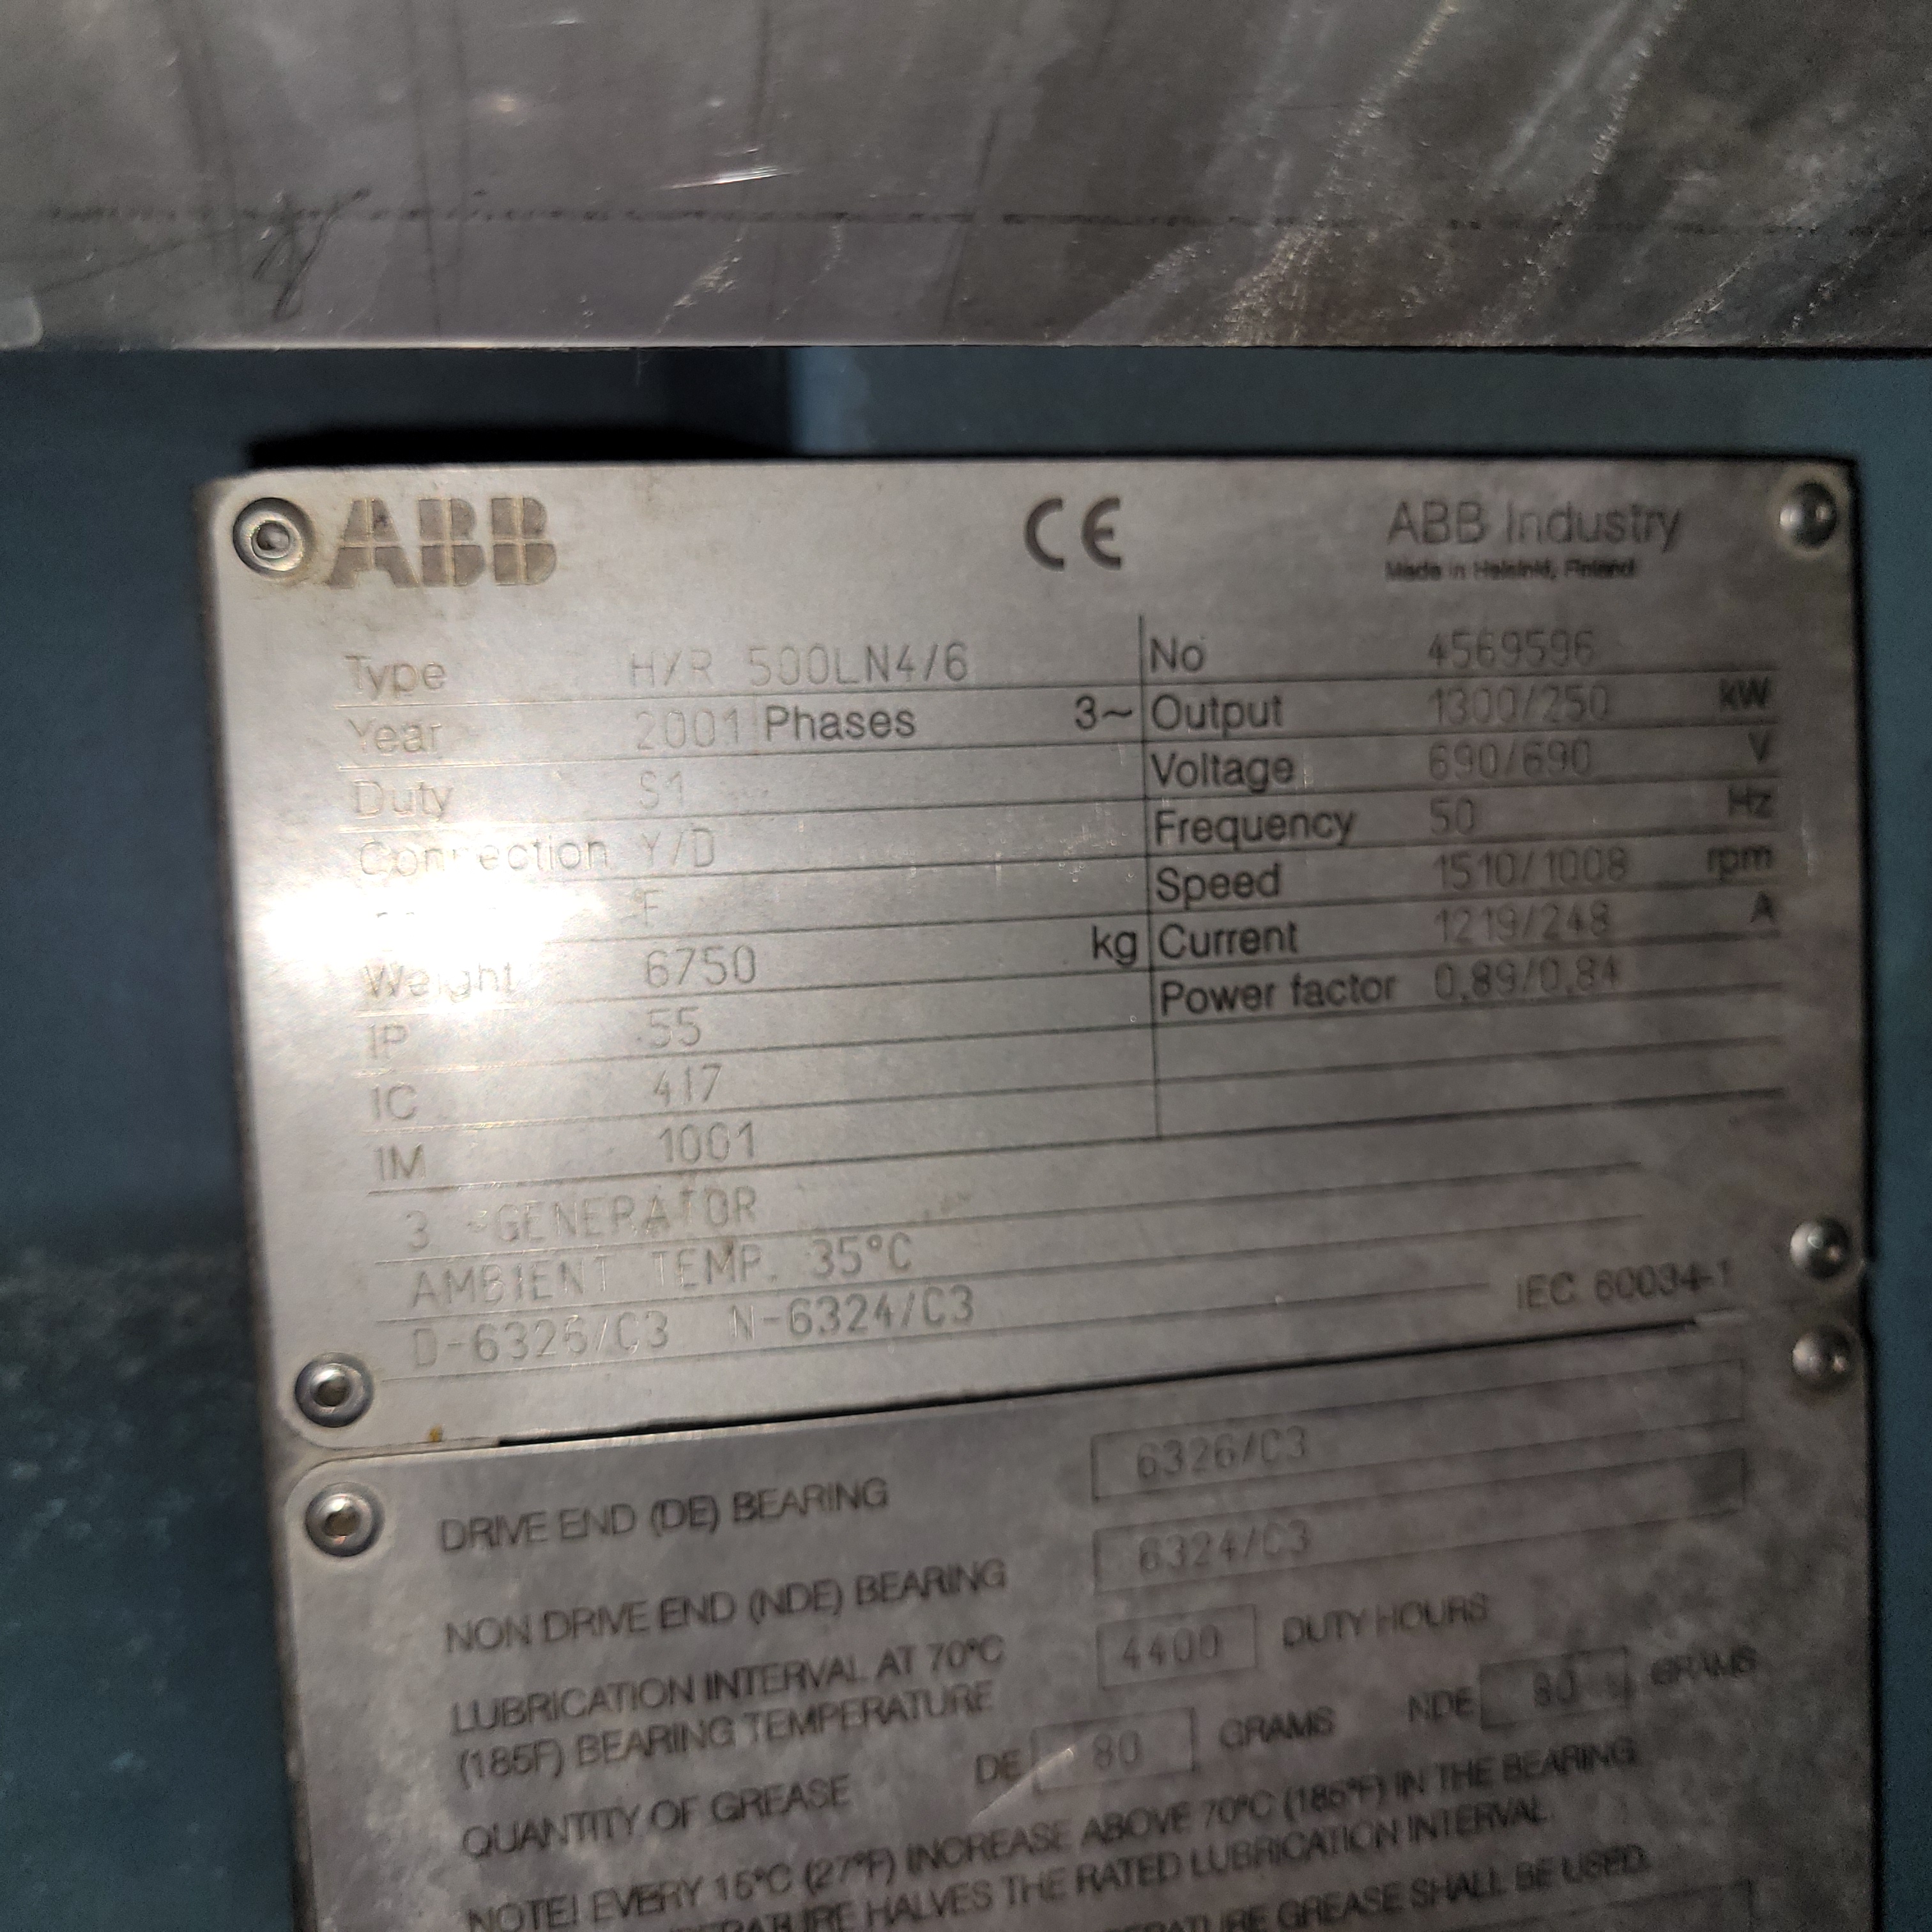 ABB CE ABB Industry
Made in Helsinki, Finland
Type HXR 500LN4/6 No 4569596
Year 2001 Phases 3~ Output 1300/250 kW
Duty S1 Voltage 690/690 V
Connection Y/D Frequency 50 Hz
F Speed 1510/1008 rpm
Weight 6750 kg Current 1219/248 A
IP 55 Power factor 0,89/0,84
IC 417
IM 1001
3 ~GENERATOR
AMBIENT TEMP. 35°C
D-6326/C3 N-6324/C3 IEC 60034-1
DRIVE END (DE) BEARING 6326/C3
NON DRIVE END (NDE) BEARING 6324/C3
LUBRICATION INTERVAL AT 70°C 4400 DUTY HOURS
(185F) BEARING TEMPERATURE
QUANTITY OF GREASE DE 80 GRAMS NDE 80 GRAMS
NOTE! EVERY 15°C (27°F) INCREASE ABOVE 70°C (185°F) IN THE BEARING
HALVES THE RATED LUBRICATION INTERVAL.
GREASE SHALL BE USED.